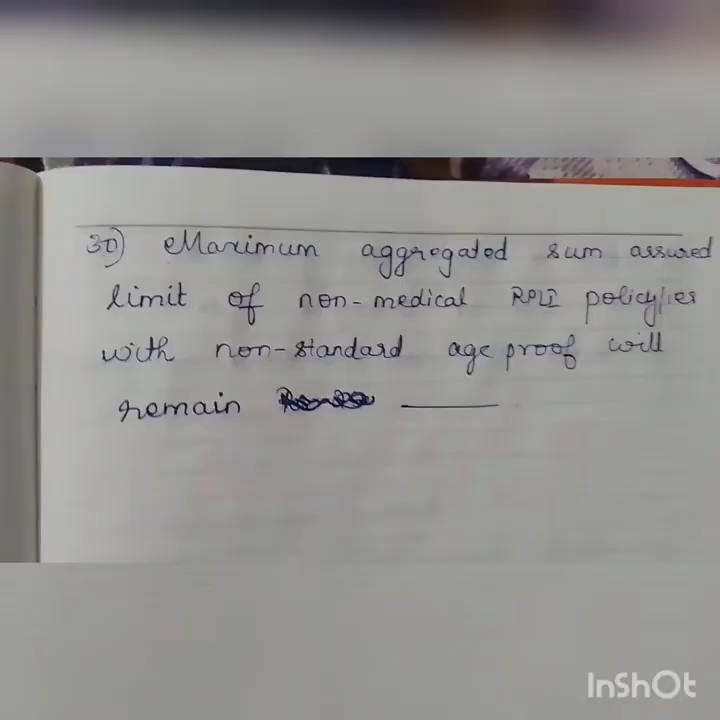 30) Maximum aggregated sum assured
limit of non-medical RPLI policy/ies
with non-standard age proof will
remain ______
InShOt